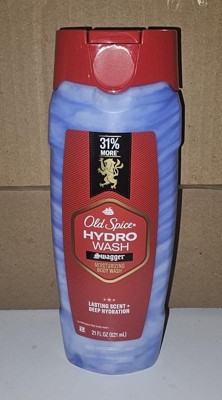 31%
MORE*
Old Spice
HYDRO
WASH
Swagger
MOISTURIZING
BODY WASH
LASTING SCENT +
DEEP HYDRATION
21 FL OZ (621 mL)